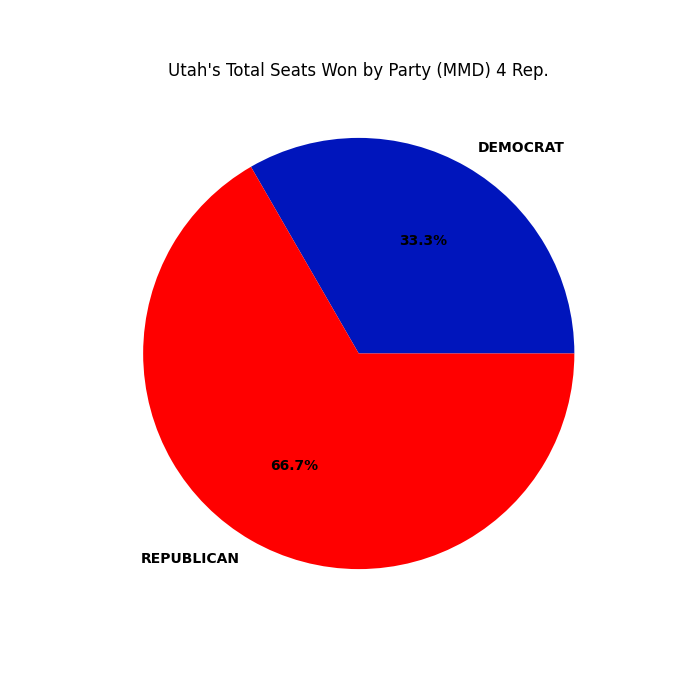 Utah's Total Seats Won by Party (MMD) 4 Rep.
DEMOCRAT
33.3%
66.7%
REPUBLICAN